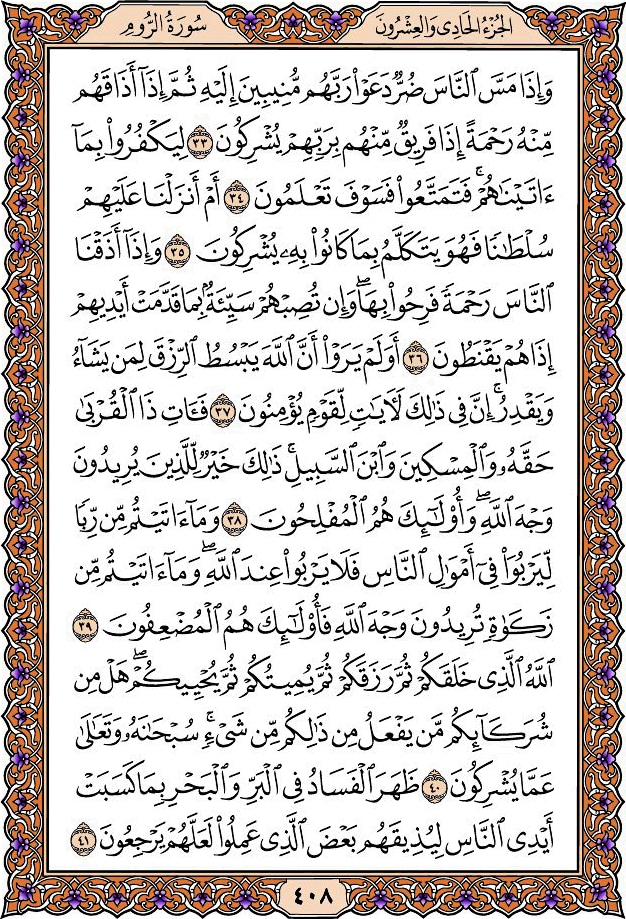 الجُزْءُ الحَادِي وَالعِشْرُونَ
سُورَةُ الرُّومِ
وَإِذَا مَسَّ ٱلنَّاسَ ضُرٌّ دَعَوۡاْ رَبَّهُم مُّنِيبِينَ إِلَيۡهِ ثُمَّ إِذَآ أَذَاقَهُم
مِّنۡهُ رَحۡمَةً إِذَا فَرِيقٌ مِّنۡهُم بِرَبِّهِمۡ يُشۡرِكُونَ ٣٣ لِيَكۡفُرُواْ بِمَآ
ءَاتَيۡنَٰهُمۡۚ فَتَمَتَّعُواْ فَسَوۡفَ تَعۡلَمُونَ ٣٤ أَمۡ أَنزَلۡنَا عَلَيۡهِمۡ
سُلۡطَٰنًا فَهُوَ يَتَكَلَّمُ بِمَا كَانُواْ بِهِۦ يُشۡرِكُونَ ٣٥ وَإِذَآ أَذَقۡنَا
ٱلنَّاسَ رَحۡمَةً فَرِحُواْ بِهَاۖ وَإِن تُصِبۡهُمۡ سَيِّئَةُۢ بِمَا قَدَّمَتۡ أَيۡدِيهِمۡ
إِذَا هُمۡ يَقۡنَطُونَ ٣٦ أَوَلَمۡ يَرَوۡاْ أَنَّ ٱللَّهَ يَبۡسُطُ ٱلرِّزۡقَ لِمَن يَشَآءُ
وَيَقۡدِرُۚ إِنَّ فِي ذَٰلِكَ لَأٓيَٰتٍ لِّقَوۡمٍ يُؤۡمِنُونَ ٣٧ فَـَٔاتِ ذَا ٱلۡقُرۡبَىٰ
حَقَّهُۥ وَٱلۡمِسۡكِينَ وَٱبۡنَ ٱلسَّبِيلِۚ ذَٰلِكَ خَيۡرٌ لِّلَّذِينَ يُرِيدُونَ
وَجۡهَ ٱللَّهِۖ وَأُوْلَٰٓئِكَ هُمُ ٱلۡمُفۡلِحُونَ ٣٨ وَمَآ ءَاتَيۡتُم مِّن رِّبًا
لِّيَرۡبُوَاْ فِيٓ أَمۡوَٰلِ ٱلنَّاسِ فَلَا يَرۡبُواْ عِندَ ٱللَّهِۖ وَمَآ ءَاتَيۡتُم مِّن
زَكَوٰةٍ تُرِيدُونَ وَجۡهَ ٱللَّهِ فَأُوْلَٰٓئِكَ هُمُ ٱلۡمُضۡعِفُونَ ٣٩
ٱللَّهُ ٱلَّذِي خَلَقَكُمۡ ثُمَّ رَزَقَكُمۡ ثُمَّ يُمِيتُكُمۡ ثُمَّ يُحۡيِيكُمۡۖ هَلۡ مِن
شُرَكَآئِكُم مَّن يَفۡعَلُ مِن ذَٰلِكُم مِّن شَيۡءٍۚ سُبۡحَٰنَهُۥ وَتَعَٰلَىٰ
عَمَّا يُشۡرِكُونَ ٤٠ ظَهَرَ ٱلۡفَسَادُ فِي ٱلۡبَرِّ وَٱلۡبَحۡرِ بِمَا كَسَبَتۡ
أَيۡدِي ٱلنَّاسِ لِيُذِيقَهُم بَعۡضَ ٱلَّذِي عَمِلُواْ لَعَلَّهُمۡ يَرۡجِعُونَ ٤١
٤٠٨